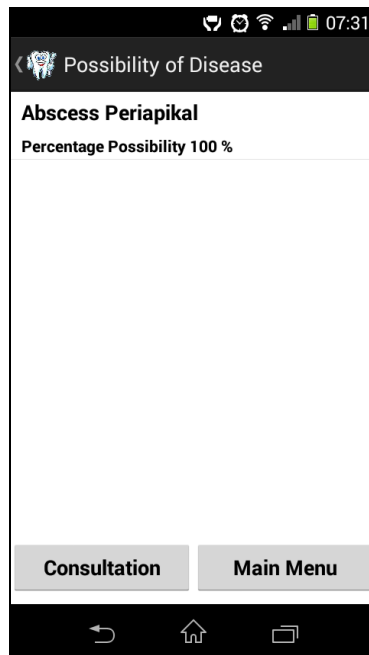 07:31
Possibility of Disease
Abscess Periapikal
Percentage Possibility 100 %
Consultation
Main Menu